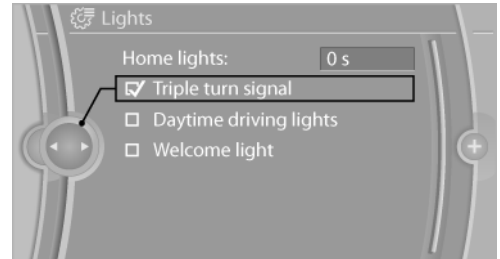 Lights
Home lights: 0 s
Triple turn signal
Daytime driving lights
Welcome light